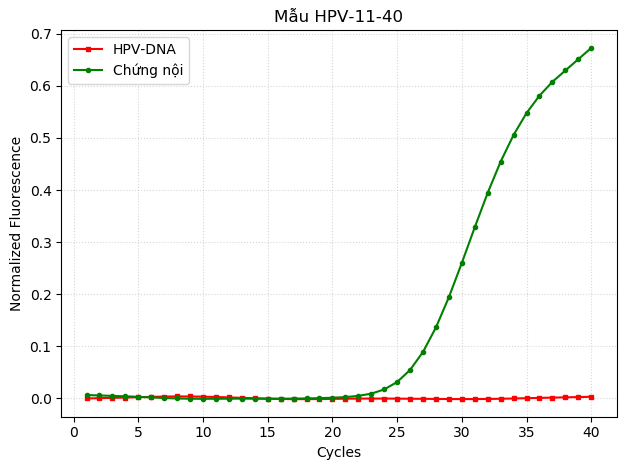 Mẫu HPV-11-40
HPV-DNA
Chứng nội
Normalized Fluorescence
0.7
0.6
0.5
0.4
0.3
0.2
0.1
0.0
0 5 10 15 20 25 30 35 40
Cycles